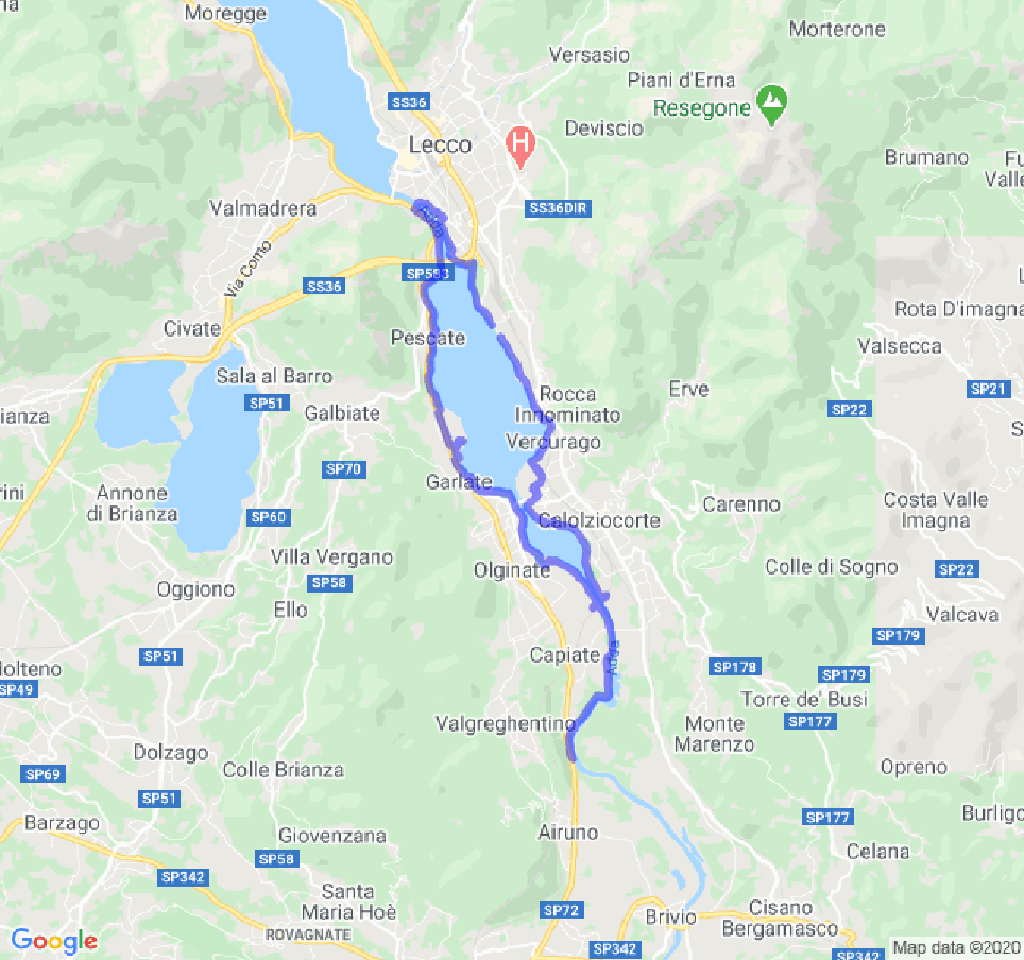 na
Moregge
Morterone
Versasio
Piani d'Erna
Resegone
SS36
Deviscio
Lecco
H
Brumano
Fu
Valle
Valmadrera
SS36DIR
Adda
Via Como
SP583
SS36
Rota D'imagna
Civate
Pescate
Valsecca
Sala al Barro
Erve
SP21
SP51
Rocca
Innominato
SP22
ianza
Galbiate
S
Vercurago
SP70
Garlate
rini
Annone
di Brianza
Carenno
Costa Valle
Imagna
SP60
Calolziocorte
Villa Vergano
Olginate
Colle di Sogno
SP22
SP58
Oggiono
Ello
Valcava
SP179
Capiate
Adda
SP51
Molteno
SP178
SP179
SP49
Torre de' Busi
SP177
Valgreghentino
Monte
Marenzo
Dolzago
Colle Brianza
Opreno
SP69
SP51
SP177
Burligo
Barzago
Giovenzana
Airuno
Celana
SP58
SP342
Santa
Maria Hoè
SP72
Brivio
Cisano
Bergamasco
ROVAGNATE
SP342
SP342
Google
Map data ©2020